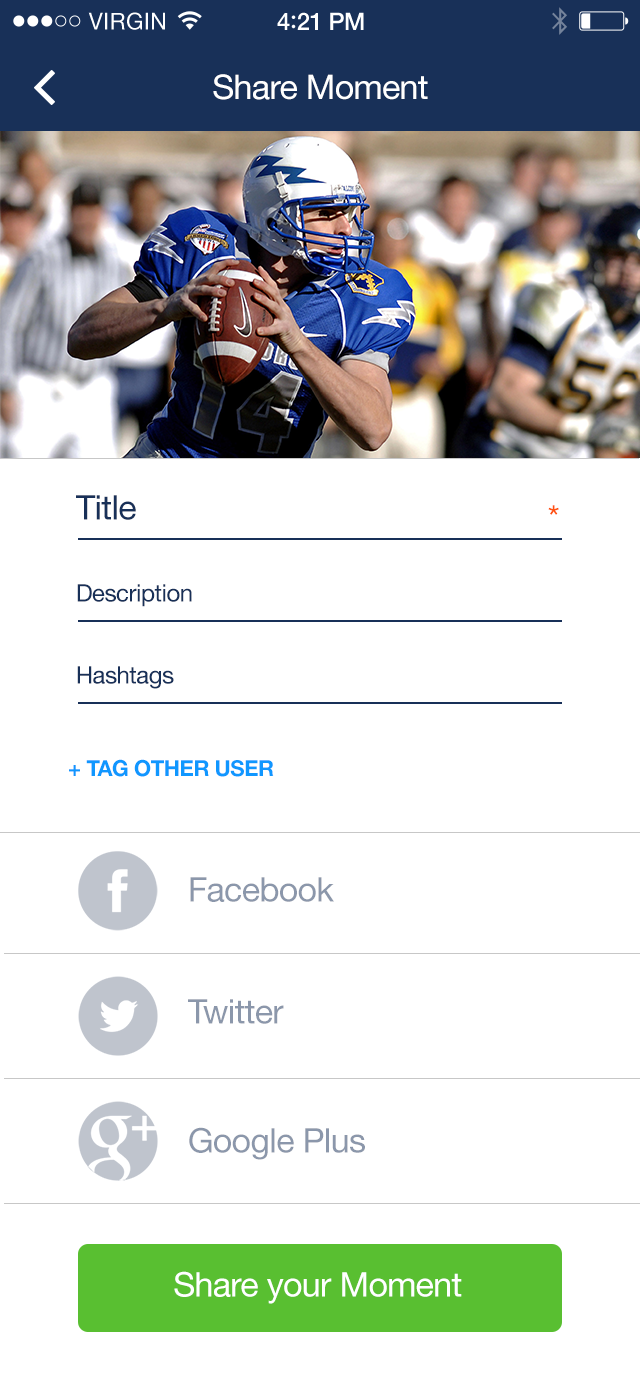 VIRGIN
4:21 PM
Share Moment
14
52
Title *
Description
Hashtags
+ TAG OTHER USER
f Facebook
Twitter
g+ Google Plus
Share your Moment